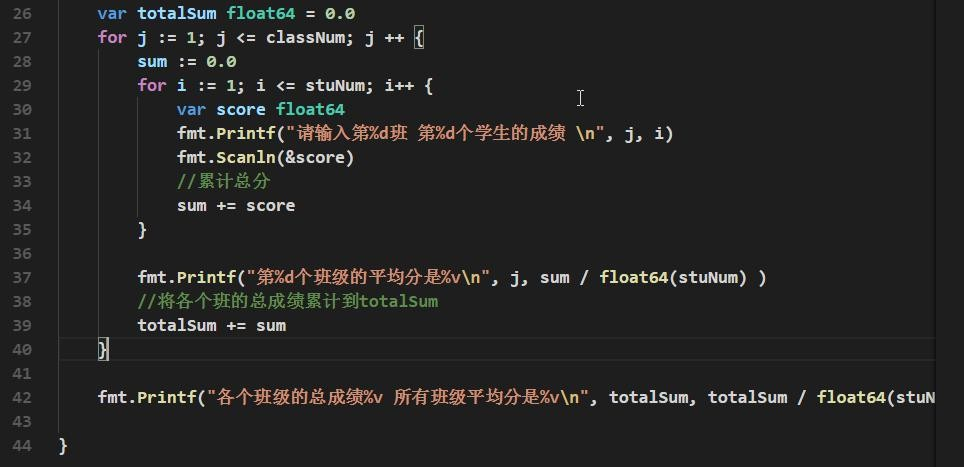 26 var totalSum float64 = 0.0
27 for j := 1; j <= classNum; j ++ {
28 sum := 0.0
29 for i := 1; i <= stuNum; i++ {
30 var score float64
31 fmt.Printf("请输入第%d班 第%d个学生的成绩 \n", j, i)
32 fmt.Scanln(&score)
33 //累计总分
34 sum += score
35 }
36
37 fmt.Printf("第%d个班级的平均分是%v\n", j, sum / float64(stuNum) )
38 //将各个班的总成绩累计到totalSum
39 totalSum += sum
40 }
41
42 fmt.Printf("各个班级的总成绩%v 所有班级平均分是%v\n", totalSum, totalSum / float64(stuN
43
44 }